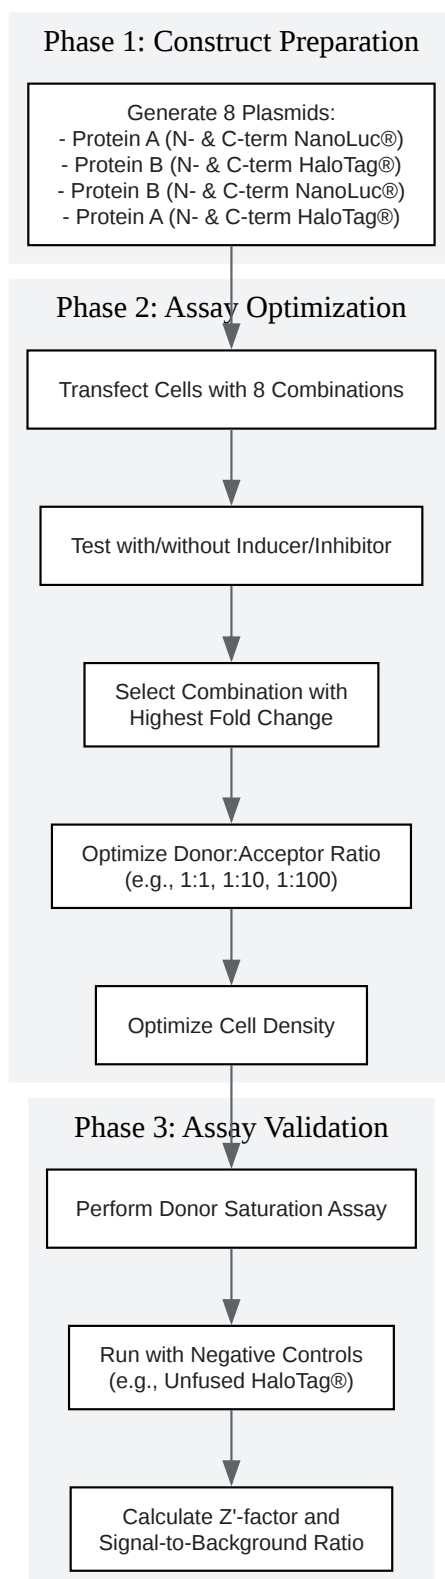 Phase 1: Construct Preparation
Generate 8 Plasmids:
- Protein A (N- & C-term NanoLuc®)
- Protein B (N- & C-term HaloTag®)
- Protein B (N- & C-term NanoLuc®)
- Protein A (N- & C-term HaloTag®)
Phase 2: Assay Optimization
Transfect Cells with 8 Combinations
Test with/without Inducer/Inhibitor
Select Combination with
Highest Fold Change
Optimize Donor:Acceptor Ratio
(e.g., 1:1, 1:10, 1:100)
Optimize Cell Density
Phase 3: Assay Validation
Perform Donor Saturation Assay
Run with Negative Controls
(e.g., Unfused HaloTag®)
Calculate Z'-factor and
Signal-to-Background Ratio